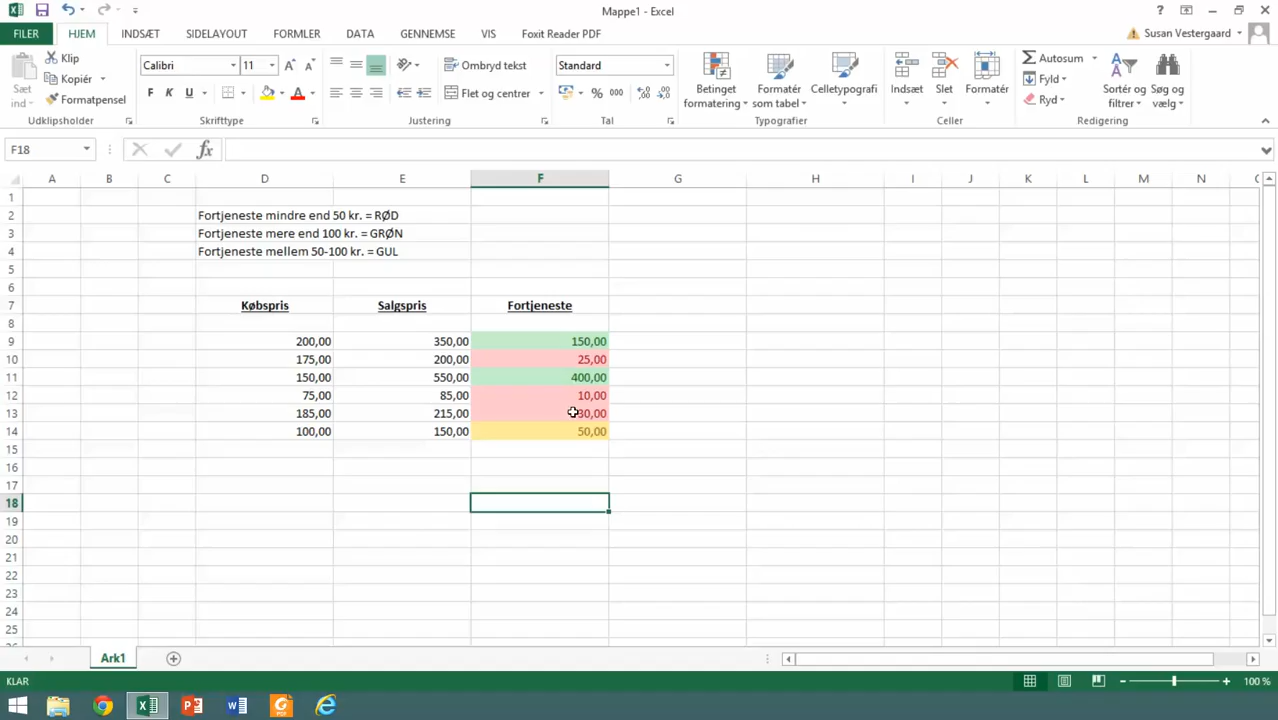 Mappe1 - Excel
FILER HJEM INDSÆT SIDELAYOUT FORMLER DATA GENNEMSE VIS Foxit Reader PDF Susan Vestergaard
Sæt ind
Klip
Kopiér
Formatpensel
Udklipsholder
Calibri 11
F K U
Skrifttype
Ombryd tekst
Flet og centrer
Justering
Standard
% 000
Tal
Betinget formatering
Formatér som tabel
Celletypografi
Typografier
Indsæt Slet Formatér
Celler
Autosum
Fyld
Ryd
Sortér og filtrer
Søg og vælg
Redigering
F18 fx
A B C D E F G H I J K L M N
1
2 Fortjeneste mindre end 50 kr. = RØD
3 Fortjeneste mere end 100 kr. = GRØN
4 Fortjeneste mellem 50-100 kr. = GUL
5
6
7 Købspris Salgspris Fortjeneste
8
9 200,00 350,00 150,00
10 175,00 200,00 25,00
11 150,00 550,00 400,00
12 75,00 85,00 10,00
13 185,00 215,00 30,00
14 100,00 150,00 50,00
15
16
17
18
19
20
21
22
23
24
25
Ark1
KLAR 100 %